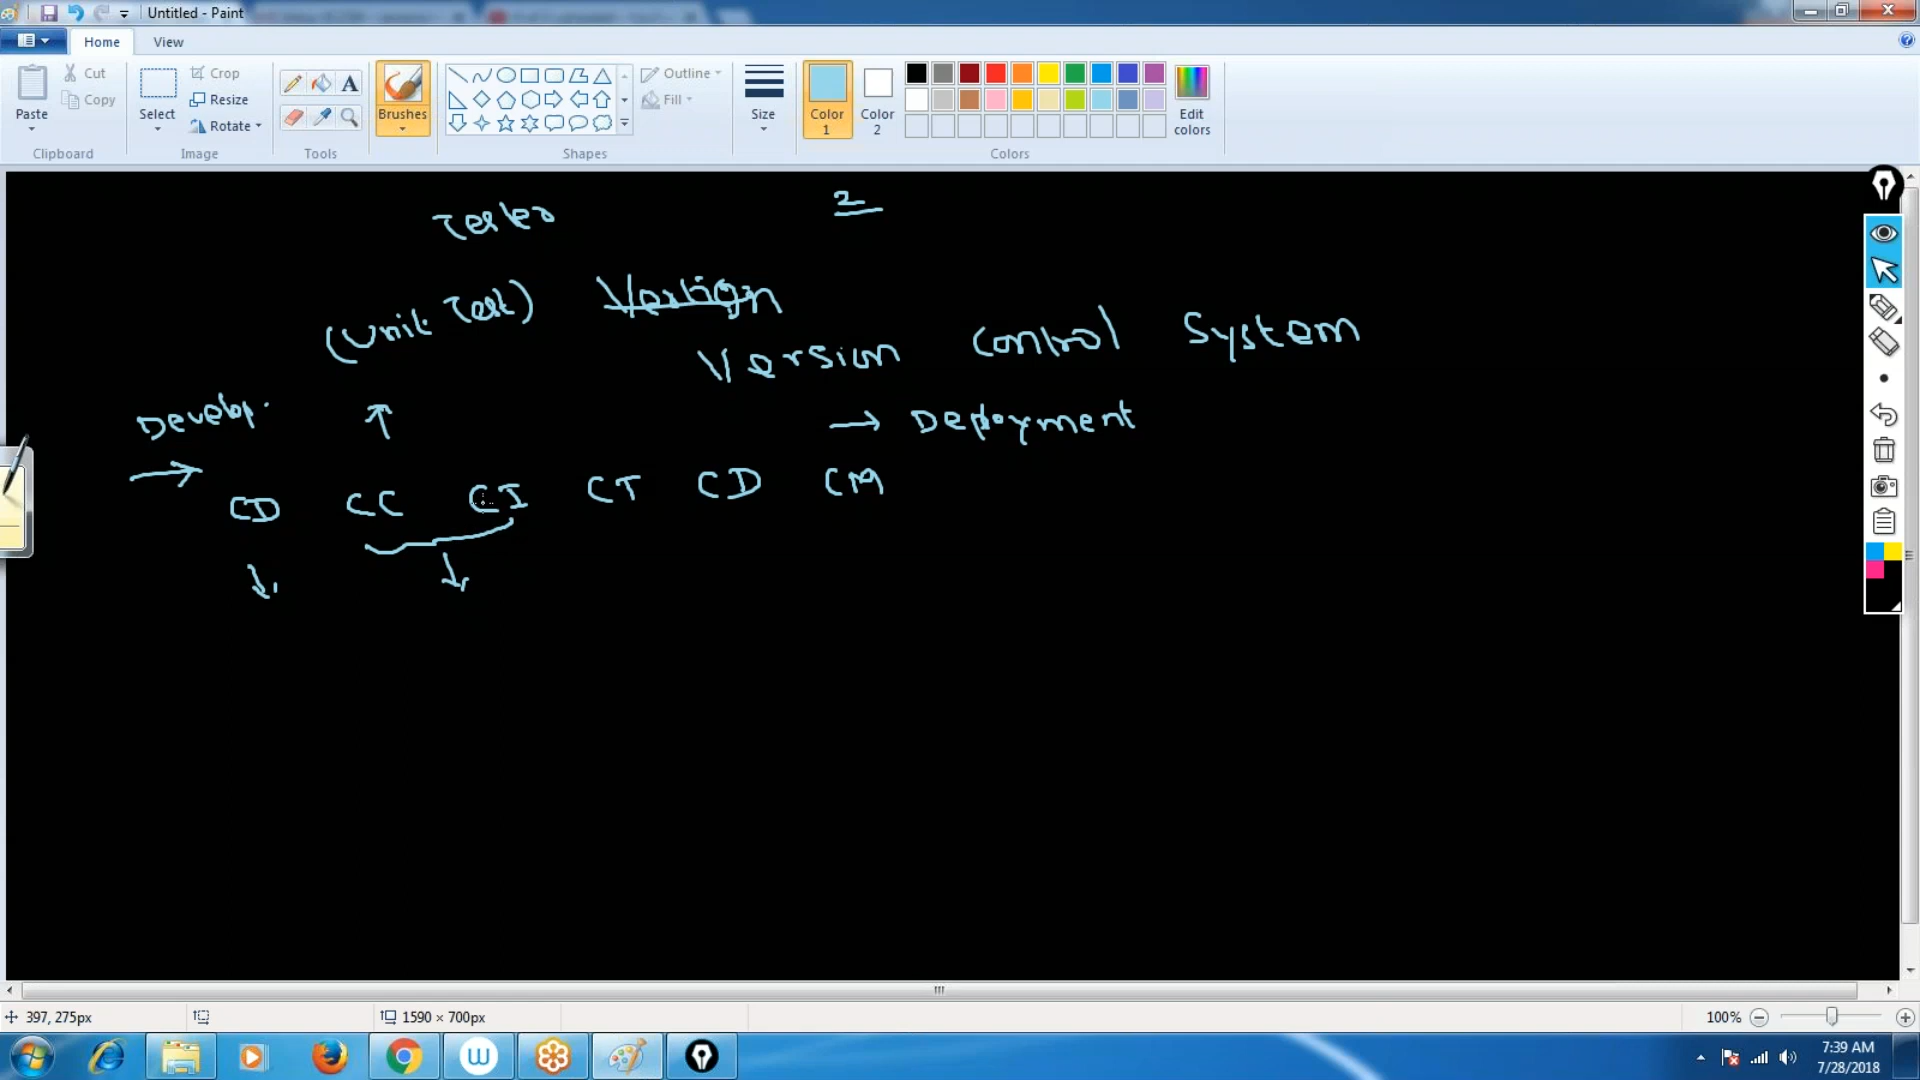 Untitled - Paint
Home View
Cut
Copy
Paste
Clipboard
Crop
Resize
Rotate
Select
Image
Tools
Brushes
Shapes
Outline
Fill
Size
Color 1
Color 2
Edit colors
Colors
Tester 2
(Unit Test) Version
Version Control System
Develop.
→ Deployment
CD CC CI CT CD CM
397, 275px
1590 × 700px
100%
7:39 AM
7/28/2018